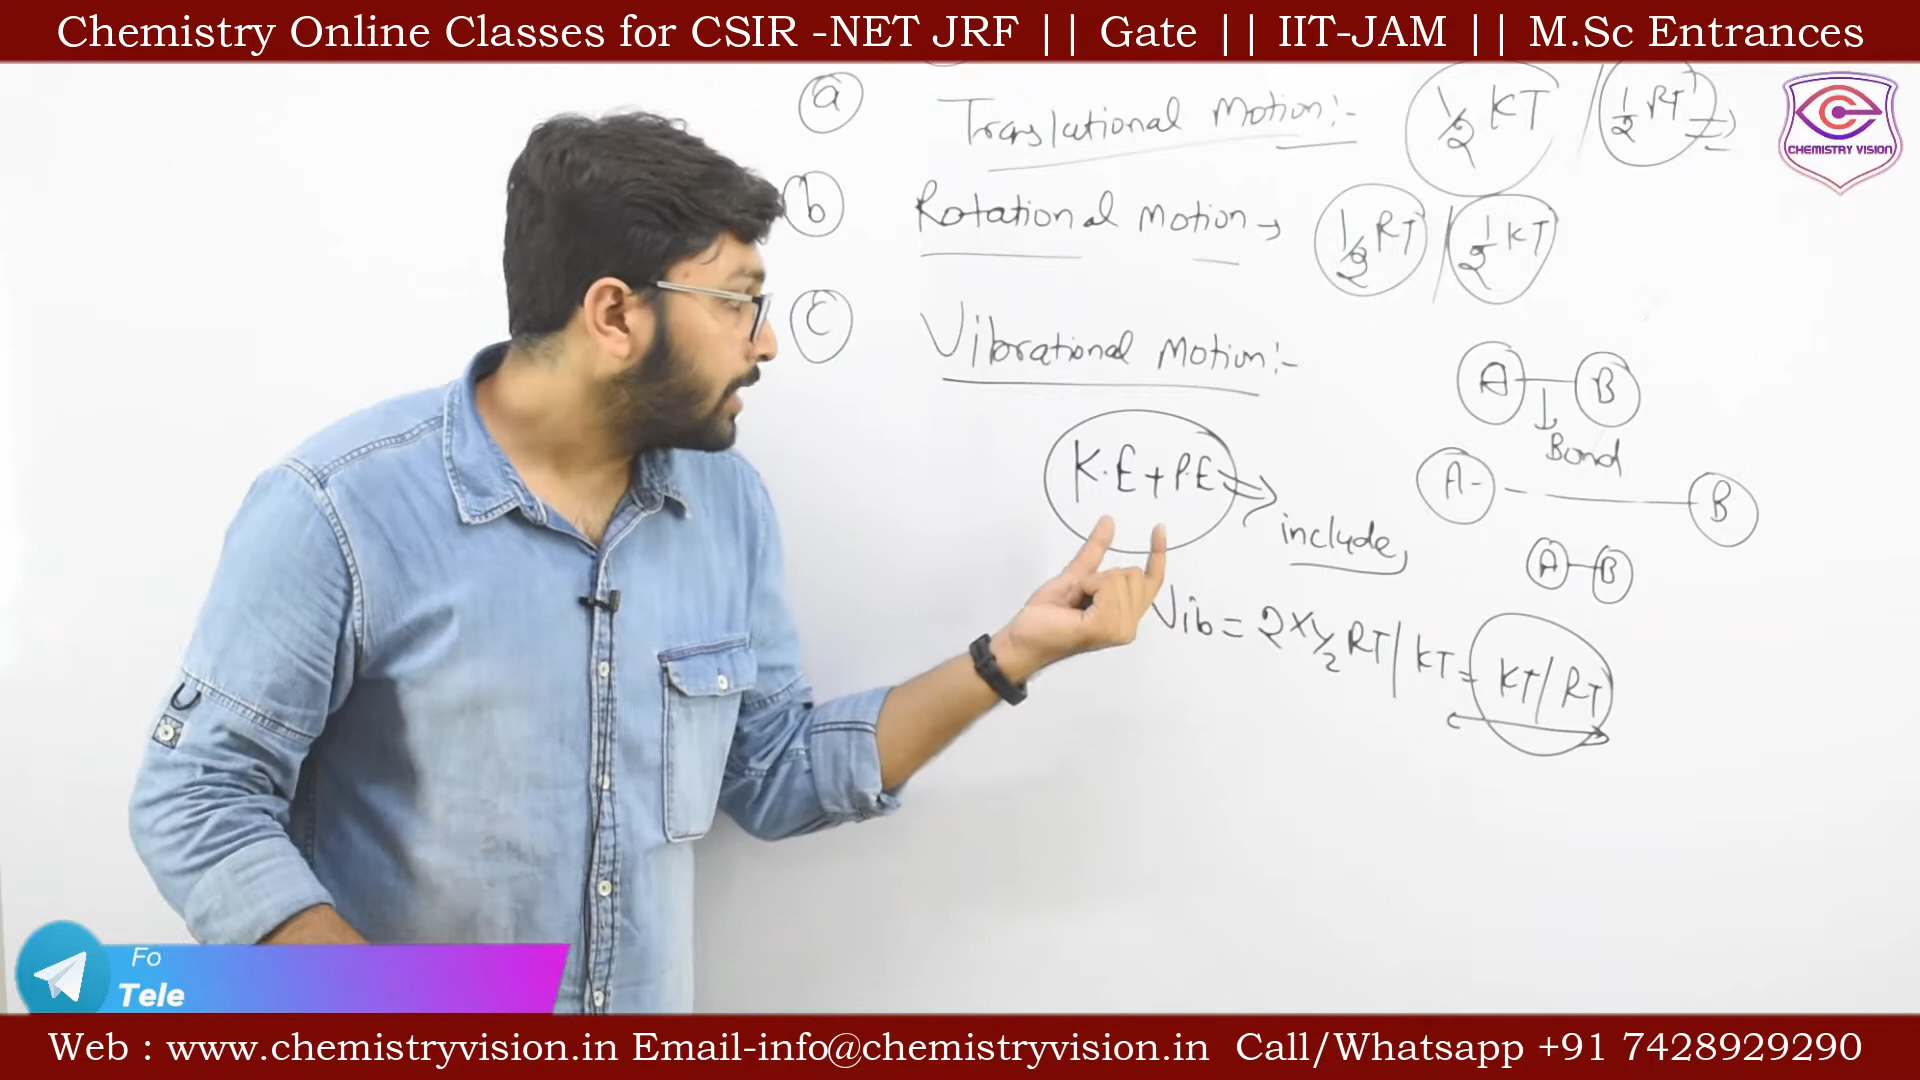 Chemistry Online Classes for CSIR -NET JRF || Gate || IIT-JAM || M.Sc Entrances
CHEMISTRY VISION
a Translational Motion:- 1/2 KT / 1/2 RT
b Rotational Motion → 1/2 RT / 1/2 KT
C Vibrational Motion:-
A B
Bond
K.E + P.E
include
A B
A B
Vib = 2 x 1/2 RT / KT = KT / RT
Fo
Tele
Web : www.chemistryvision.in Email-info@chemistryvision.in Call/Whatsapp +91 7428929290